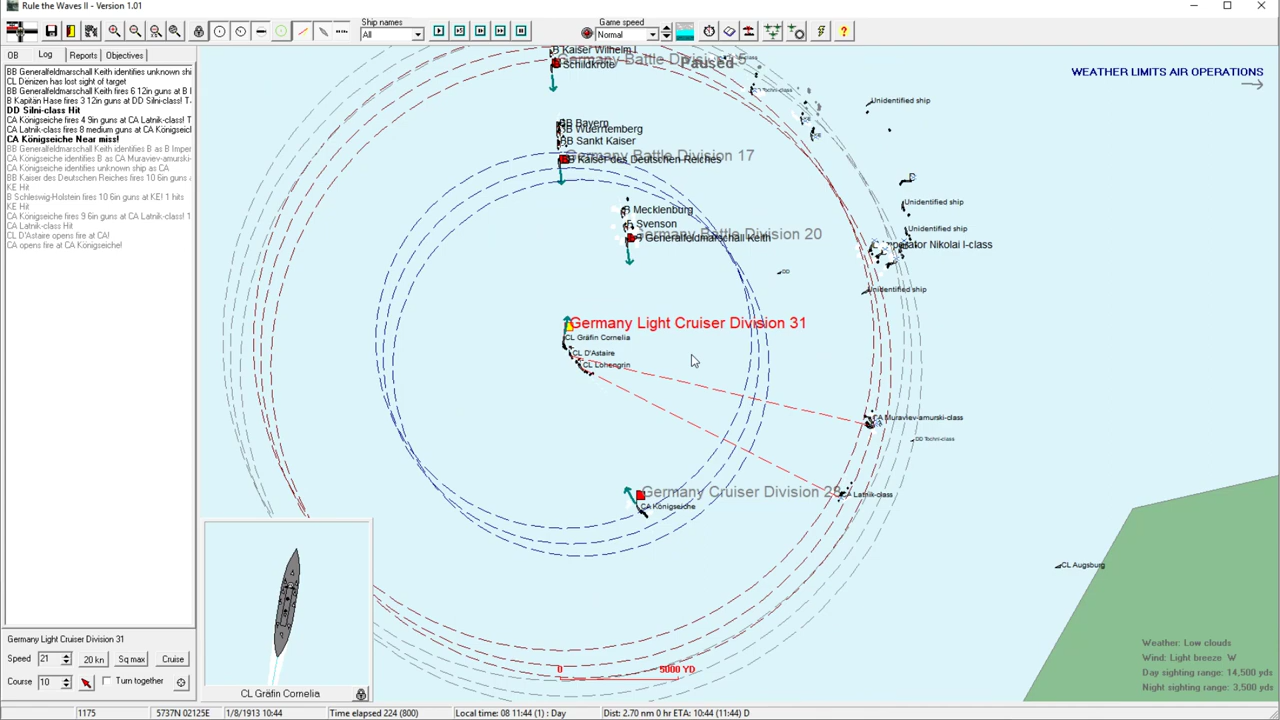 Rule the Waves II - Version 1.01
Ship names
All
Game speed
Normal
OB Log Reports Objectives
BB Generalfeldmarschall Keith identifies unknown shi
CL Dénizen has lost sight of target
BB Generalfeldmarschall Keith fires 6 12in guns at B I
B Kapitän Hase fires 3 12in guns at DD Silni-class! T
DD Silni-class Hit
CA Königseiche fires 4 9in guns at CA Latnik-class! T
CA Latnik-class fires 8 medium guns at CA Königseicl
CA Königseiche Near miss!
BB Generalfeldmarschall Keith identifies B as B Imper
CA Königseiche identifies B as CA Muraviev-amurski-
CA Königseiche identifies unknown ship as CA
BB Kaiser des Deutschen Reiches fires 10 6in guns a
KE Hit
B Schleswig-Holstein fires 10 6in guns at KE! 1 hits
KE Hit
CA Königseiche fires 9 6in guns at CA Latnik-class! 1
CA Latnik-class Hit
CL D'Astaire opens fire at CA!
CA opens fire at CA Königseiche!
B Kaiser Wilhelm I
Germany Battle Division 15
Schildkröte
Paused
WEATHER LIMITS AIR OPERATIONS
DD Techni-class
Unidentified ship
BB Bayern
BB Wuerrtemberg
BB Sankt Kaiser
Germany Battle Division 17
BB Kaiser des Deutschen Reiches
B
Unidentified ship
B Mecklenburg
B Svenson
Germany Battle Division 20
Generalfeldmarschall Keith
Unidentified ship
Imperator Nikolai I-class
DD
Unidentified ship
Germany Light Cruiser Division 31
CL Gräfin Cornelia
CL D'Astaire
CL Lohengrin
CA Muraviev-amurski-class
DD Techni-class
Germany Cruiser Division 28
CA Latnik-class
CA Königseiche
CL Augsburg
Germany Light Cruiser Division 31
Speed 21 20 kn Sq max Cruise
Course 10 Turn together
CL Gräfin Cornelia
0 5000 YD
Weather: Low clouds
Wind: Light breeze W
Day sighting range: 14,500 yds
Night sighting range: 3,500 yds
1175 5737N 02125E 1/8/1913 10:44 Time elapsed 224 (800) Local time: 08 11:44 (1) : Day Dist: 2.70 nm 0 hr ETA: 10:44 (11:44) D